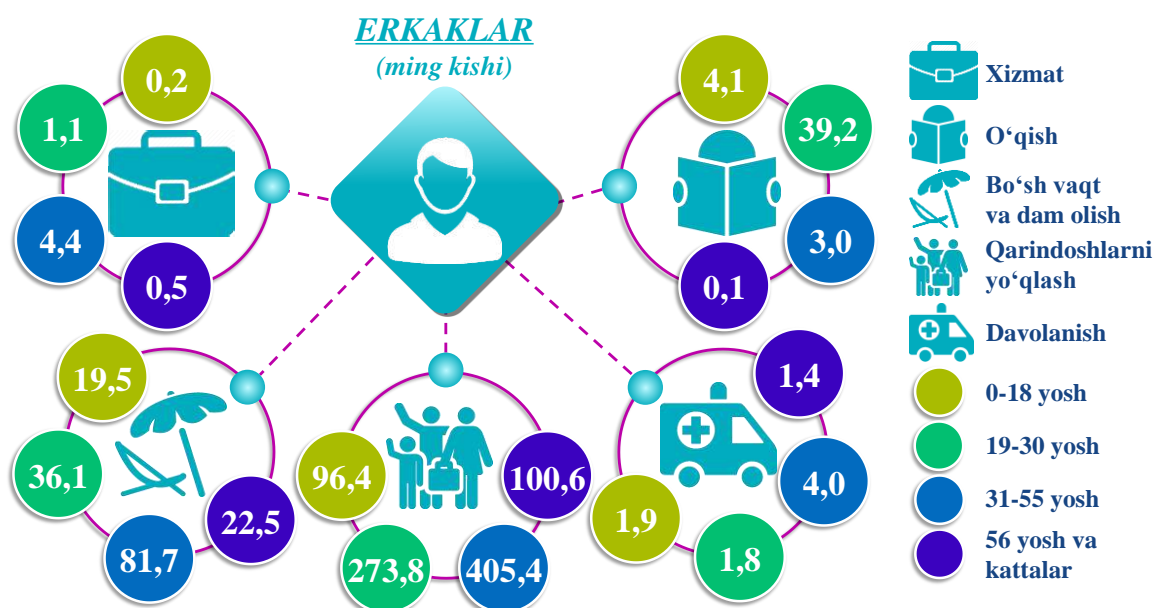 ERKAKLAR
(ming kishi)
0,2
1,1
4,4
0,5
4,1
39,2
3,0
0,1
19,5
36,1
81,7
22,5
96,4
273,8
405,4
100,6
1,4
4,0
1,8
1,9
Xizmat
O‘qish
Bo‘sh vaqt
va dam olish
Qarindoshlarni
yo‘qlash
Davolanish
0-18 yosh
19-30 yosh
31-55 yosh
56 yosh va
kattalar